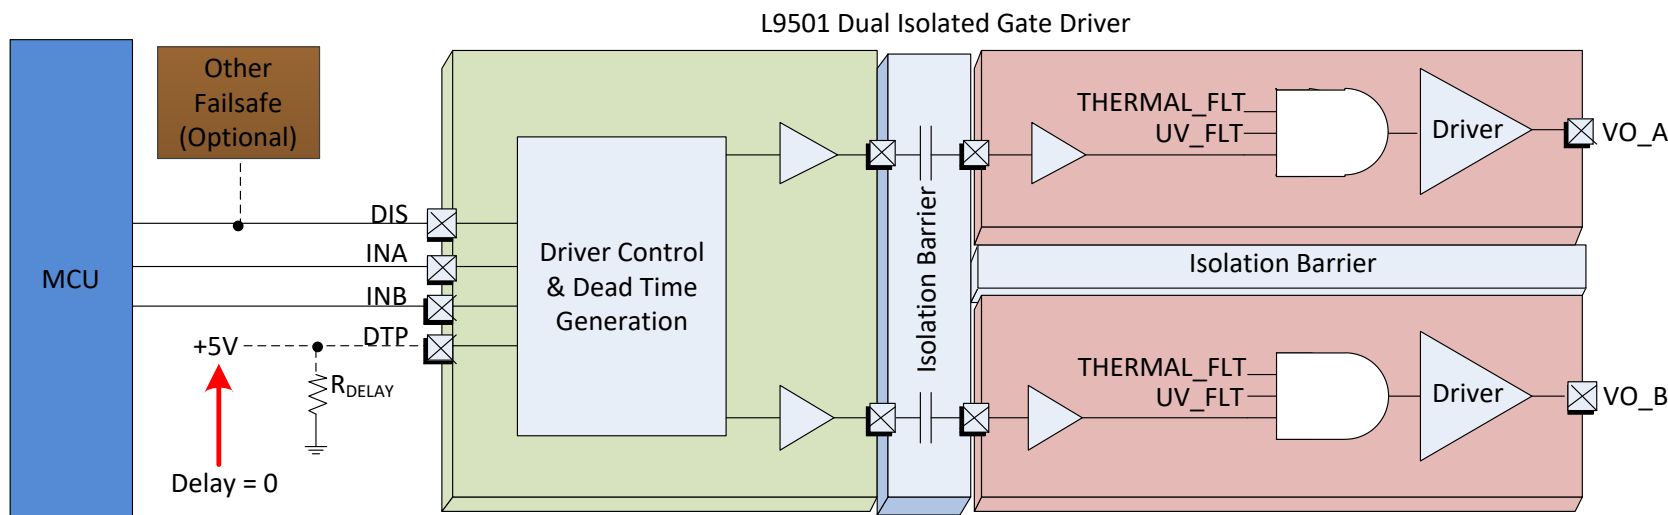 L9501 Dual Isolated Gate Driver
Other
Failsafe
(Optional)
MCU
DIS
INA
INB
DTP
+5V
RDELAY
Delay = 0
Driver Control
& Dead Time
Generation
Isolation Barrier
THERMAL_FLT
UV_FLT
Driver
VO_A
Isolation Barrier
THERMAL_FLT
UV_FLT
Driver
VO_B